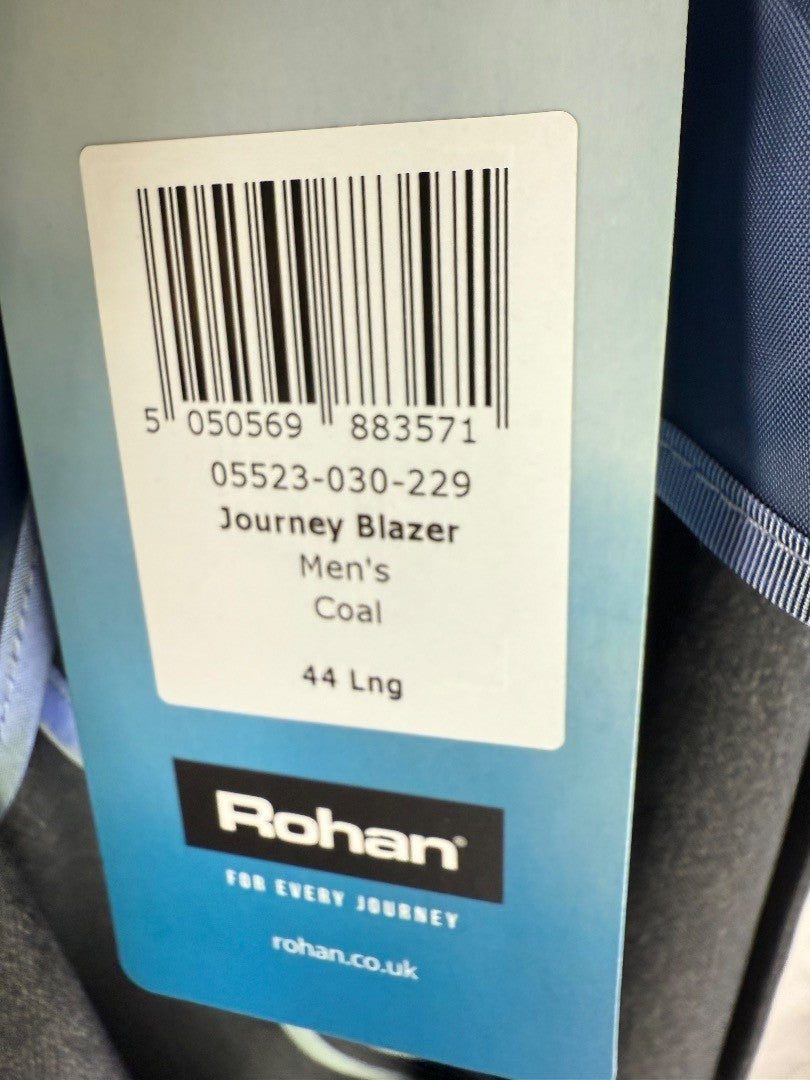 5 050569 883571
05523-030-229
Journey Blazer
Men's
Coal
44 Lng
Rohan®
FOR EVERY JOURNEY
rohan.co.uk